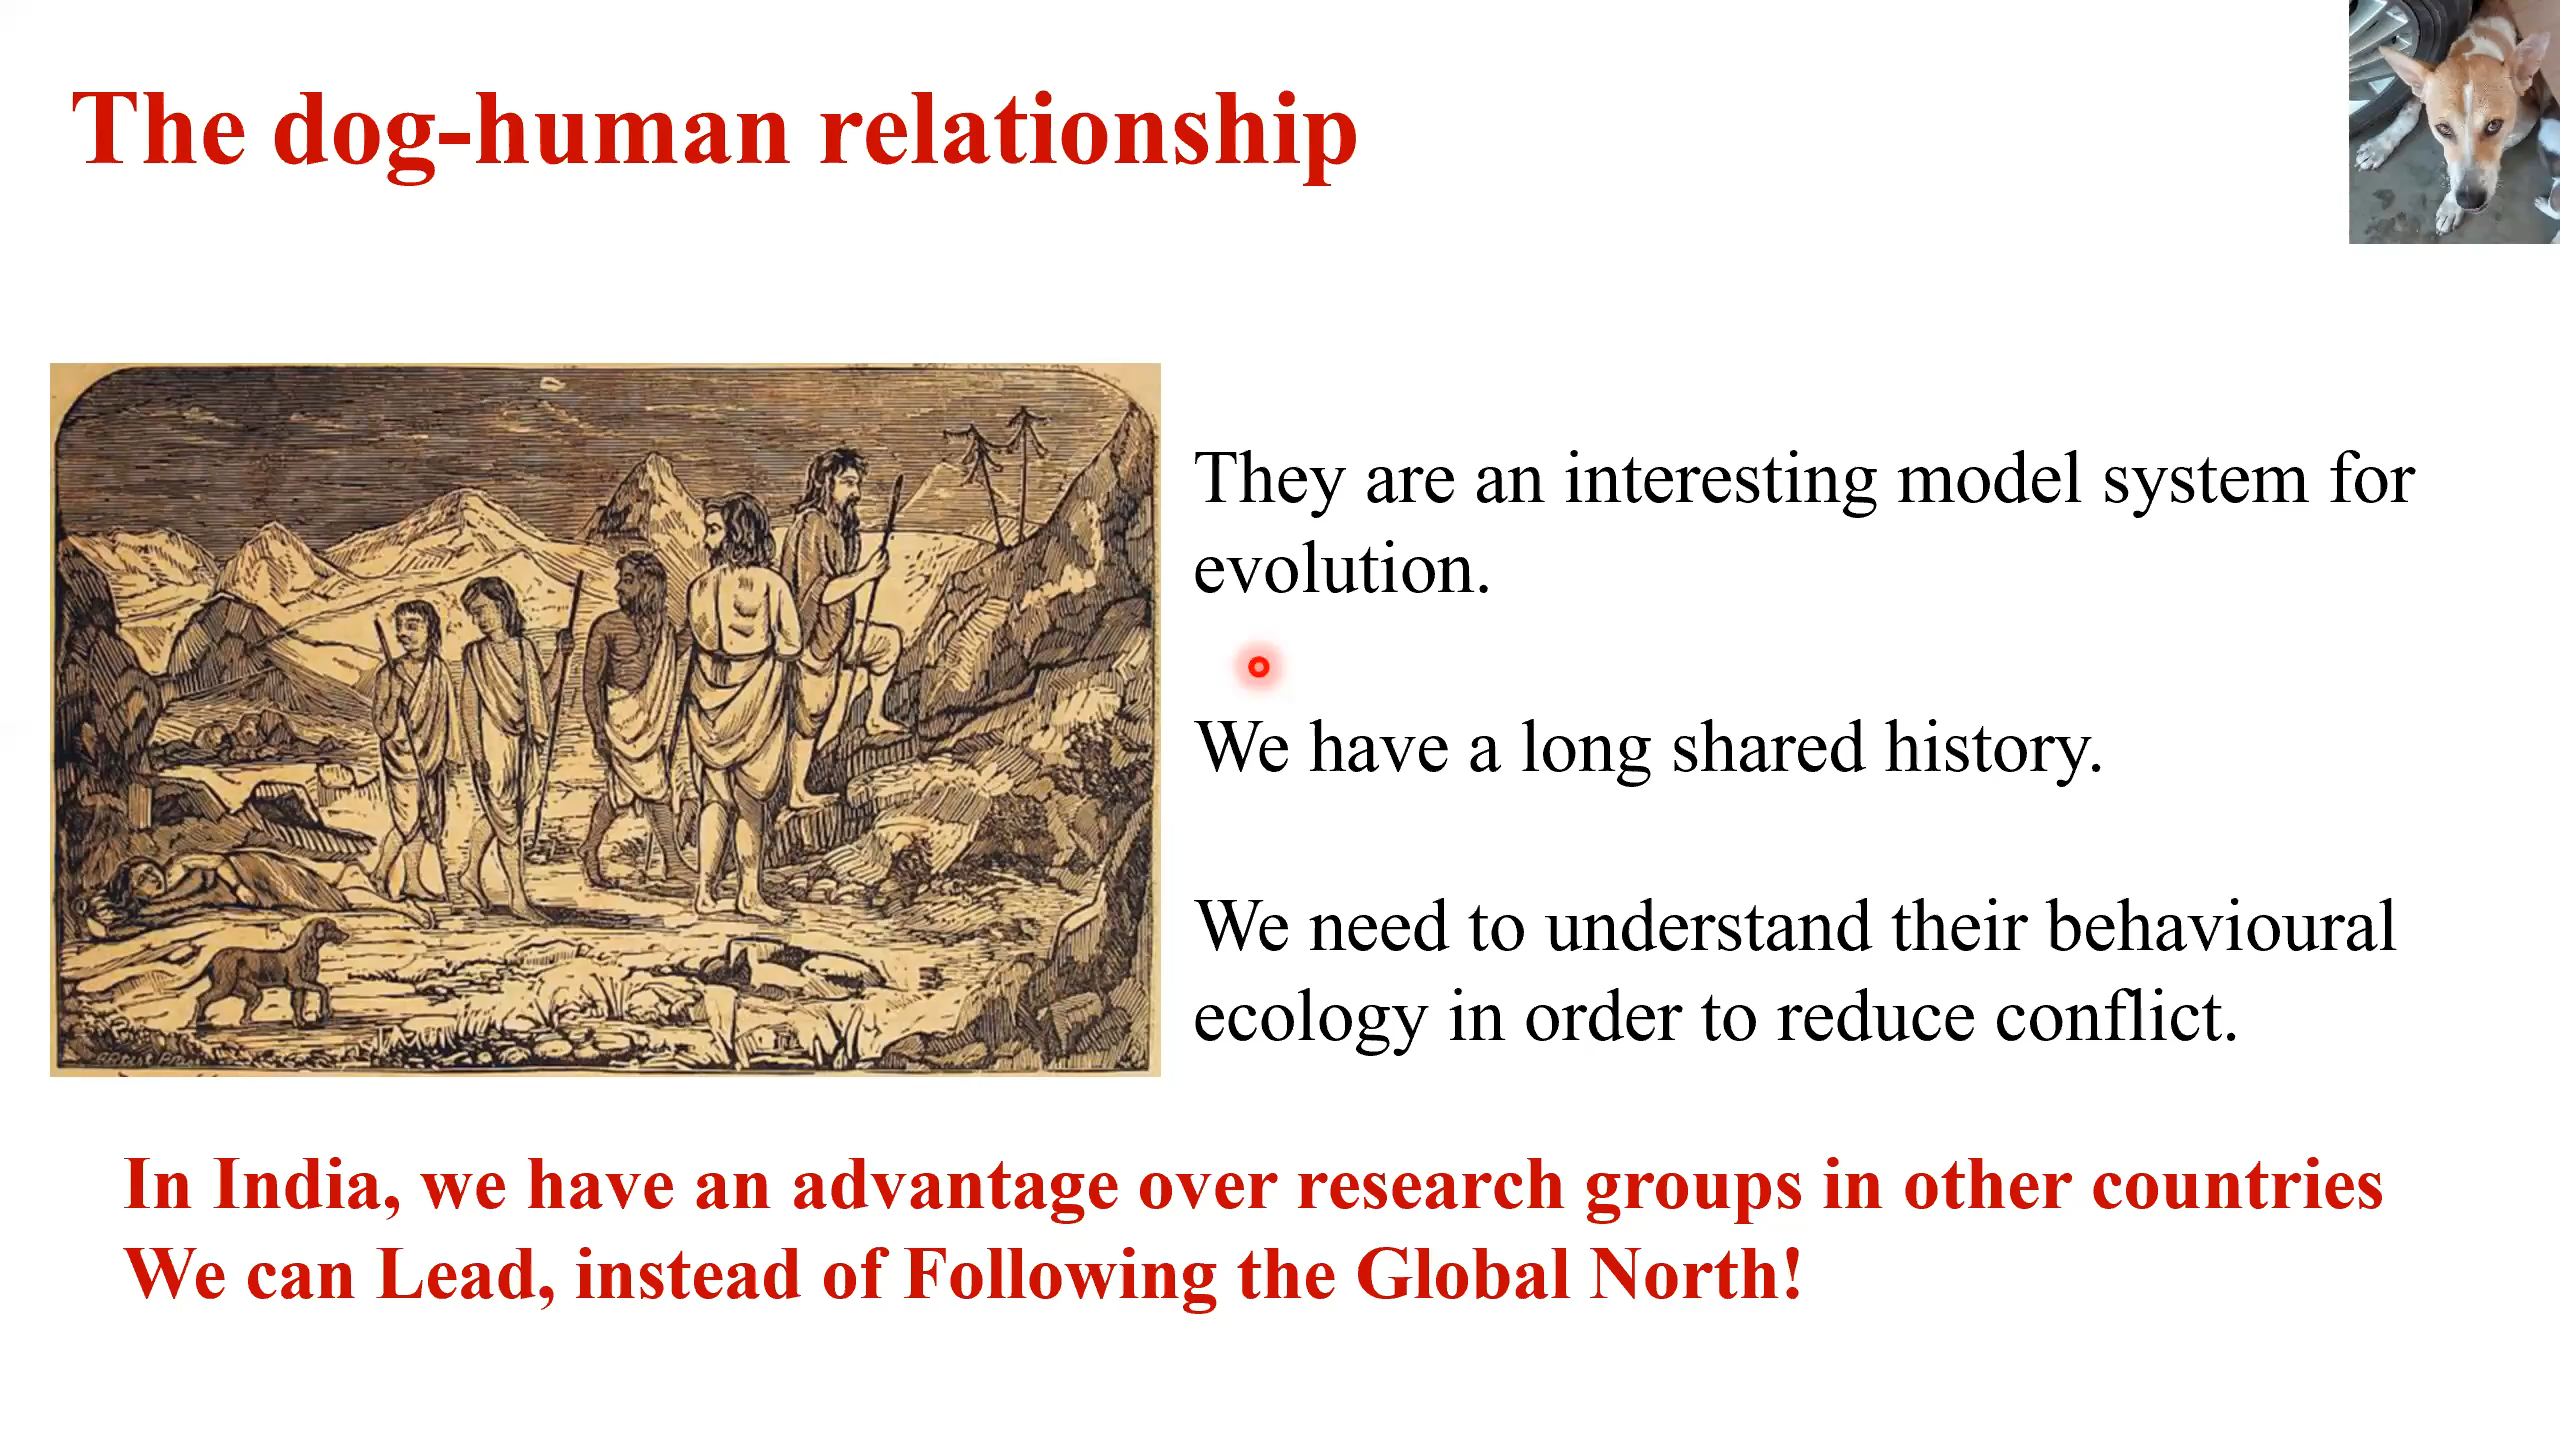 The dog-human relationship
They are an interesting model system for
evolution.
We have a long shared history.
We need to understand their behavioural
ecology in order to reduce conflict.
In India, we have an advantage over research groups in other countries
We can Lead, instead of Following the Global North!